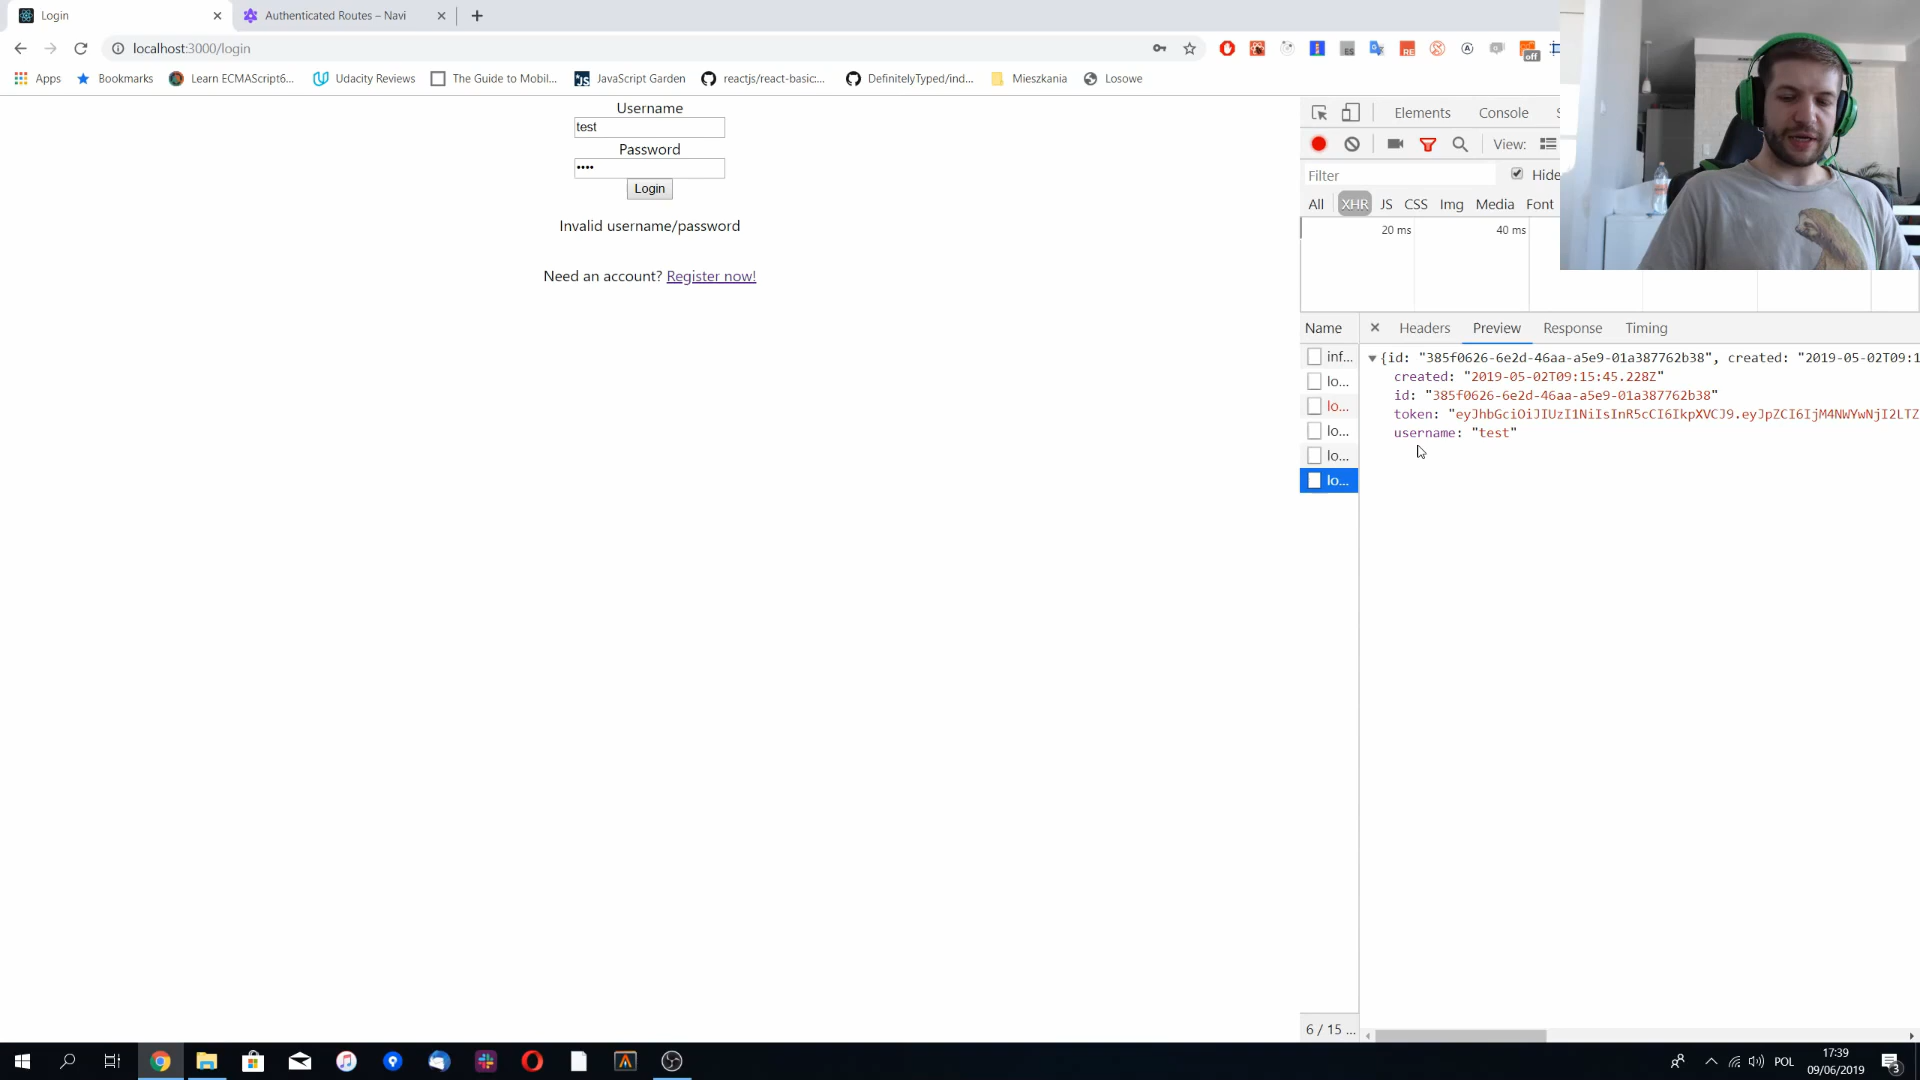 Login
Authenticated Routes – Navi
localhost:3000/login
Apps
Bookmarks
Learn ECMAScript6...
Udacity Reviews
The Guide to Mobil...
JavaScript Garden
reactjs/react-basic:...
DefinitelyTyped/ind...
Mieszkania
Losowe
Username
test
Password
••••
Login
Invalid username/password
Need an account? Register now!
Elements
Console
View:
Filter
Hide
All
XHR
JS
CSS
Img
Media
Font
20 ms
40 ms
Name
Headers
Preview
Response
Timing
inf...
lo...
lo...
lo...
lo...
lo...
{id: "385f0626-6e2d-46aa-a5e9-01a387762b38", created: "2019-05-02T09:1
created: "2019-05-02T09:15:45.228Z"
id: "385f0626-6e2d-46aa-a5e9-01a387762b38"
token: "eyJhbGciOiJIUzI1NiIsInR5cCI6IkpXVCJ9.eyJpZCI6IjM4NWYwNjI2LTZ
username: "test"
6 / 15 ...
POL
17:39
09/06/2019
3
off
RE
ES
JS